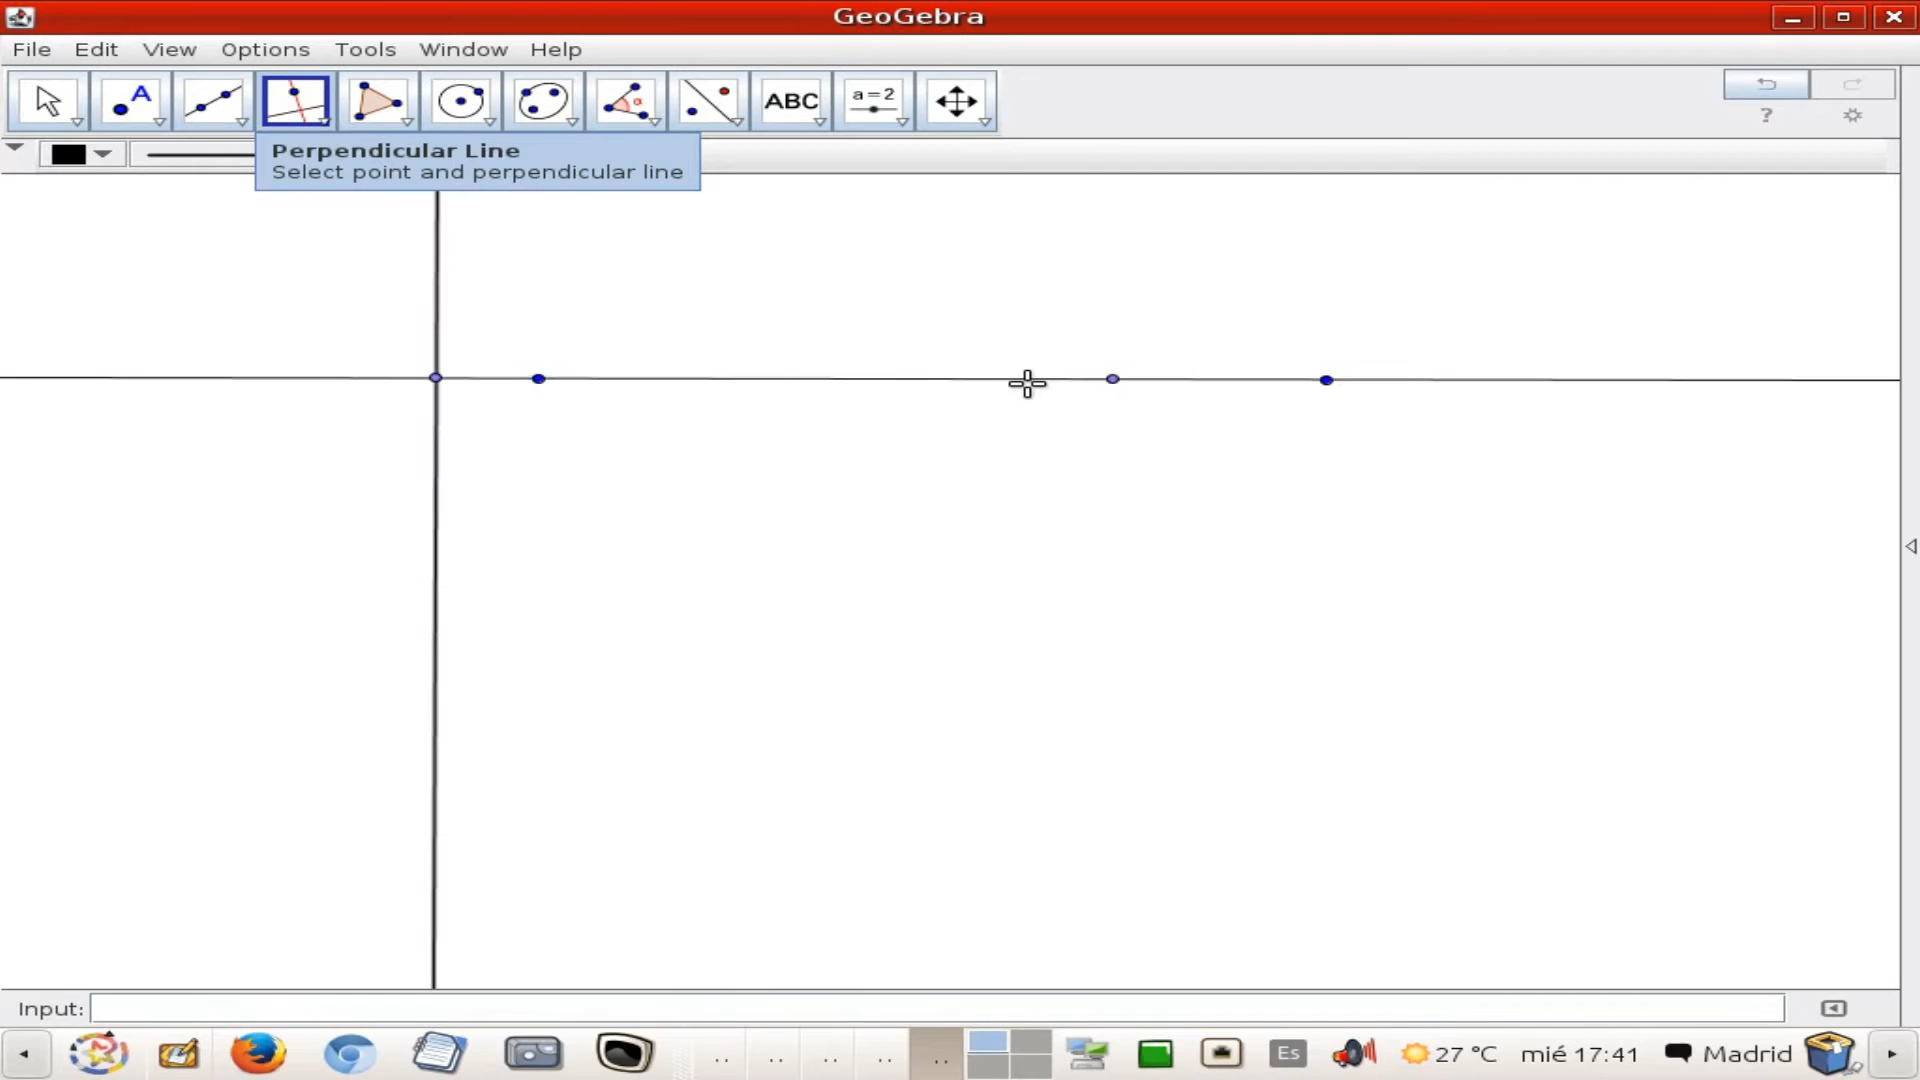 GeoGebra
File Edit View Options Tools Window Help
A
α
ABC
a=2
?
Perpendicular Line
Select point and perpendicular line
Input:
Es
27 °C
mié 17:41
Madrid